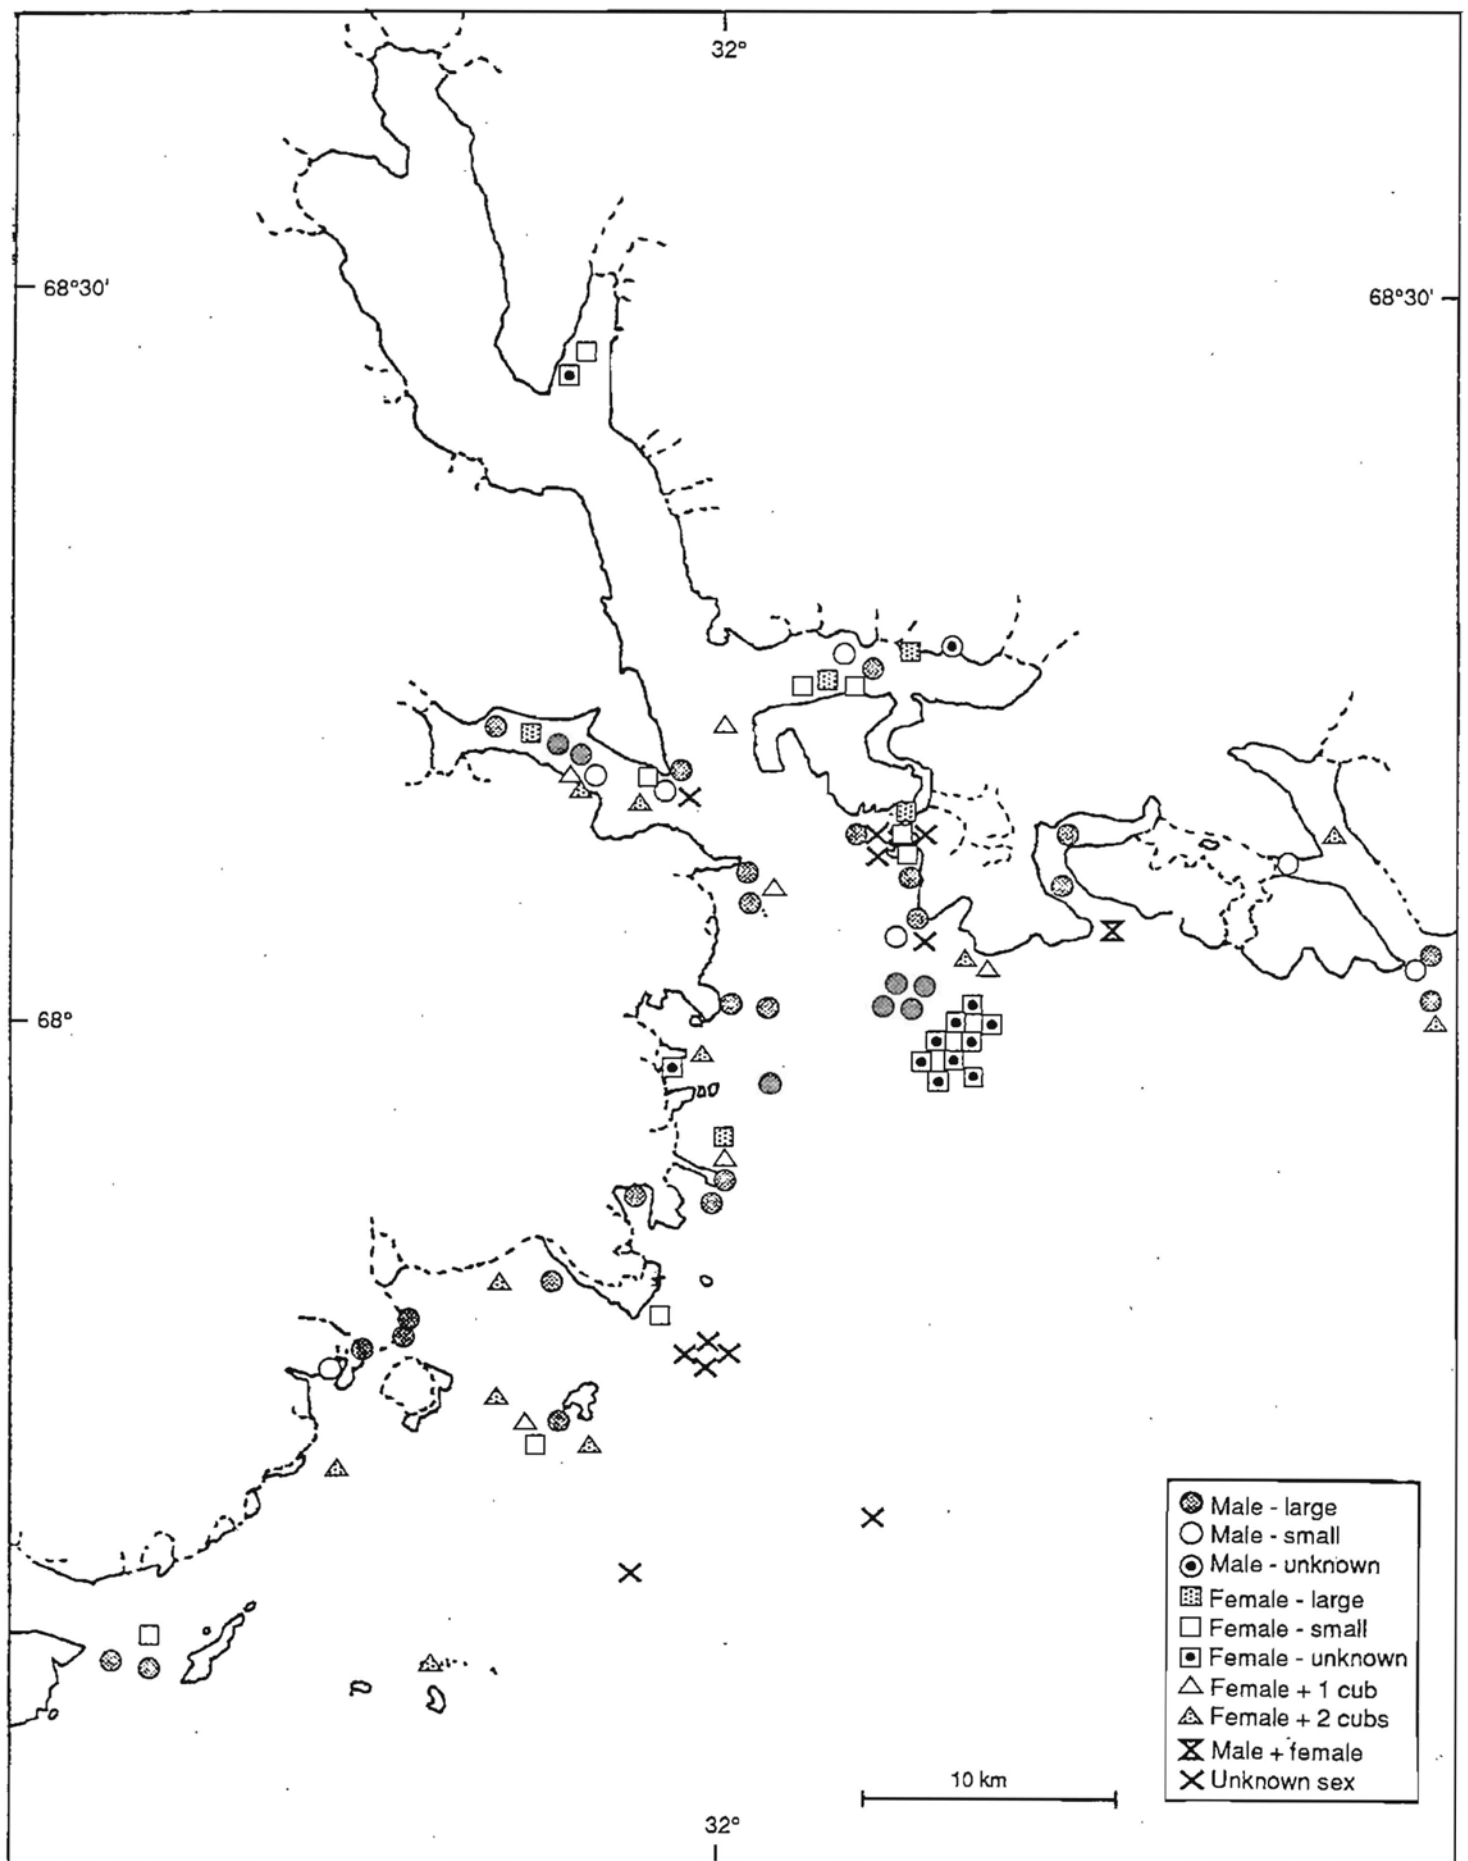 32°
68°30'
68°30'
68°
Male - large
Male - small
Male - unknown
Female - large
Female - small
Female - unknown
Female + 1 cub
Female + 2 cubs
Male + female
Unknown sex
10 km
32°